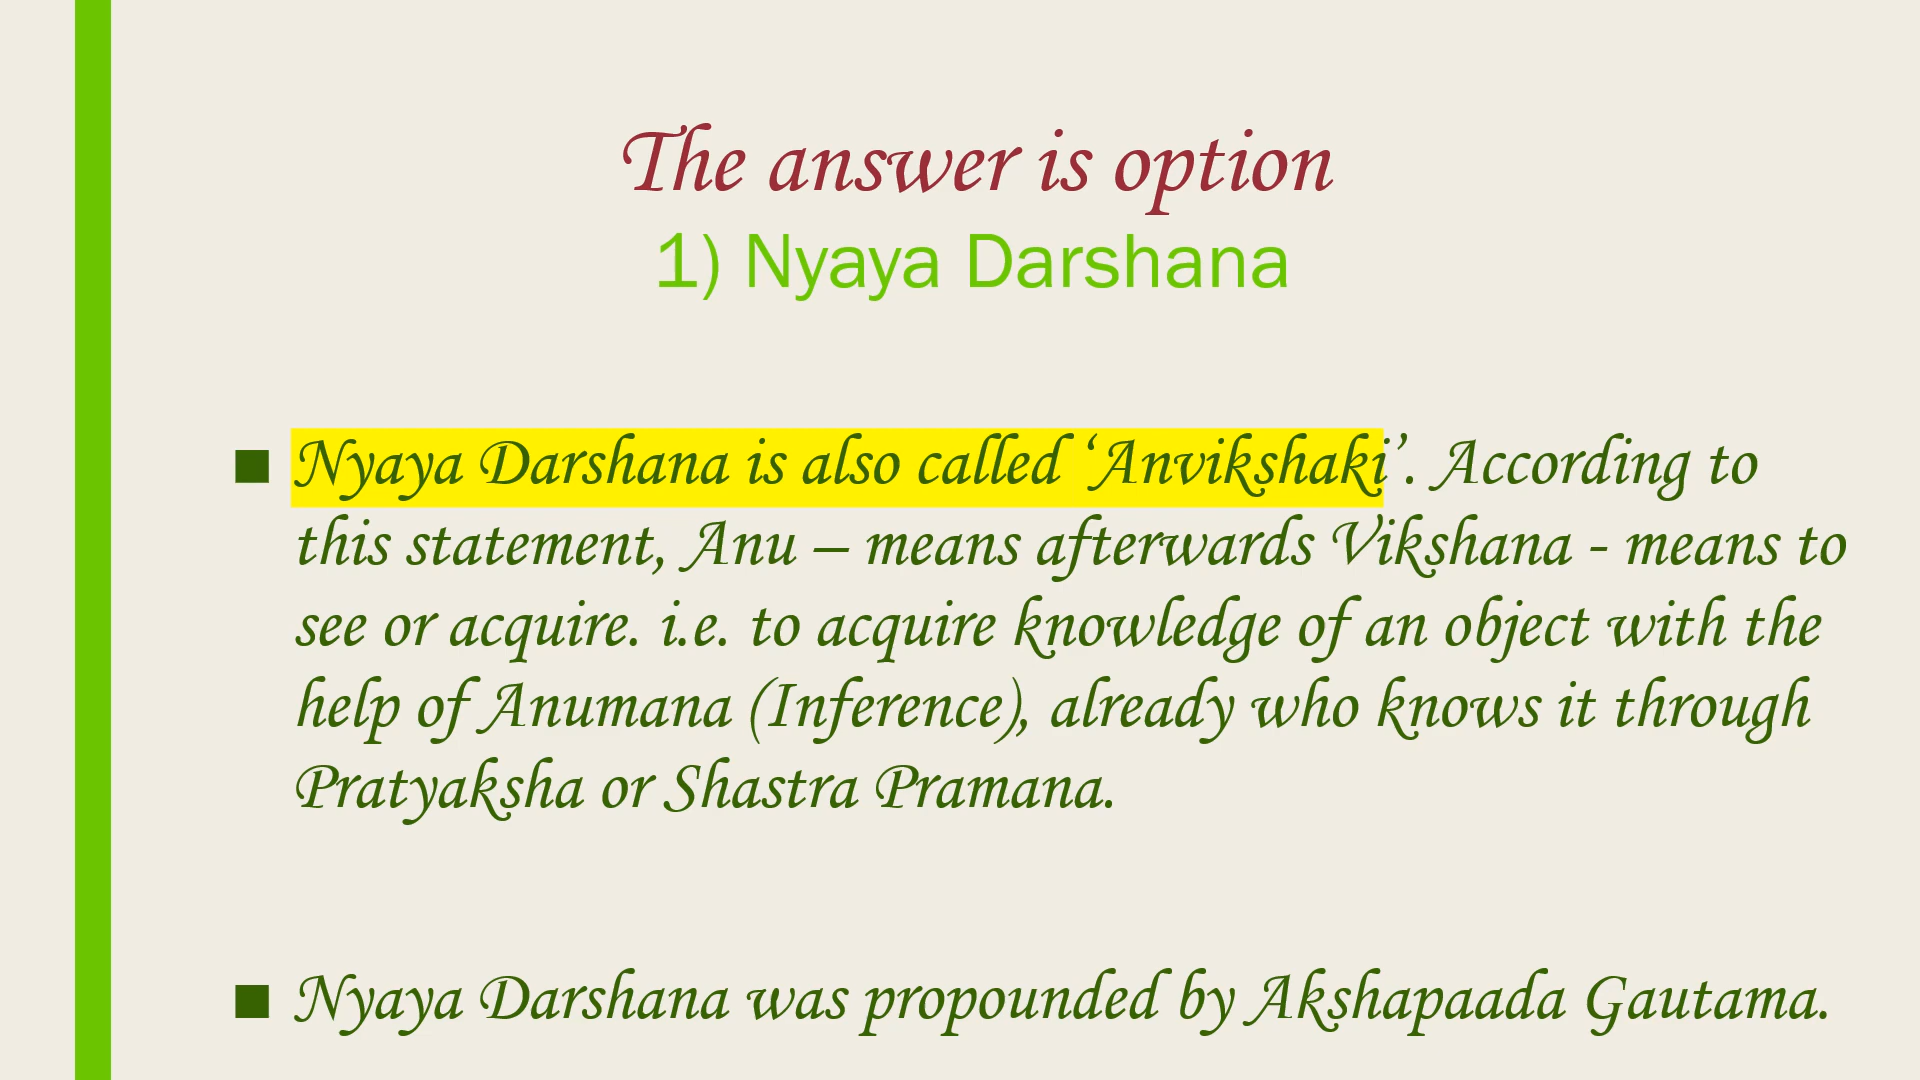 The answer is option
1) Nyaya Darshana
■ Nyaya Darshana is also called ‘Anvikshaki’. According to
this statement, Anu – means afterwards Vikshana - means to
see or acquire. i.e. to acquire knowledge of an object with the
help of Anumana (Inference), already who knows it through
Pratyaksha or Shastra Pramana.
■ Nyaya Darshana was propounded by Akshapaada Gautama.